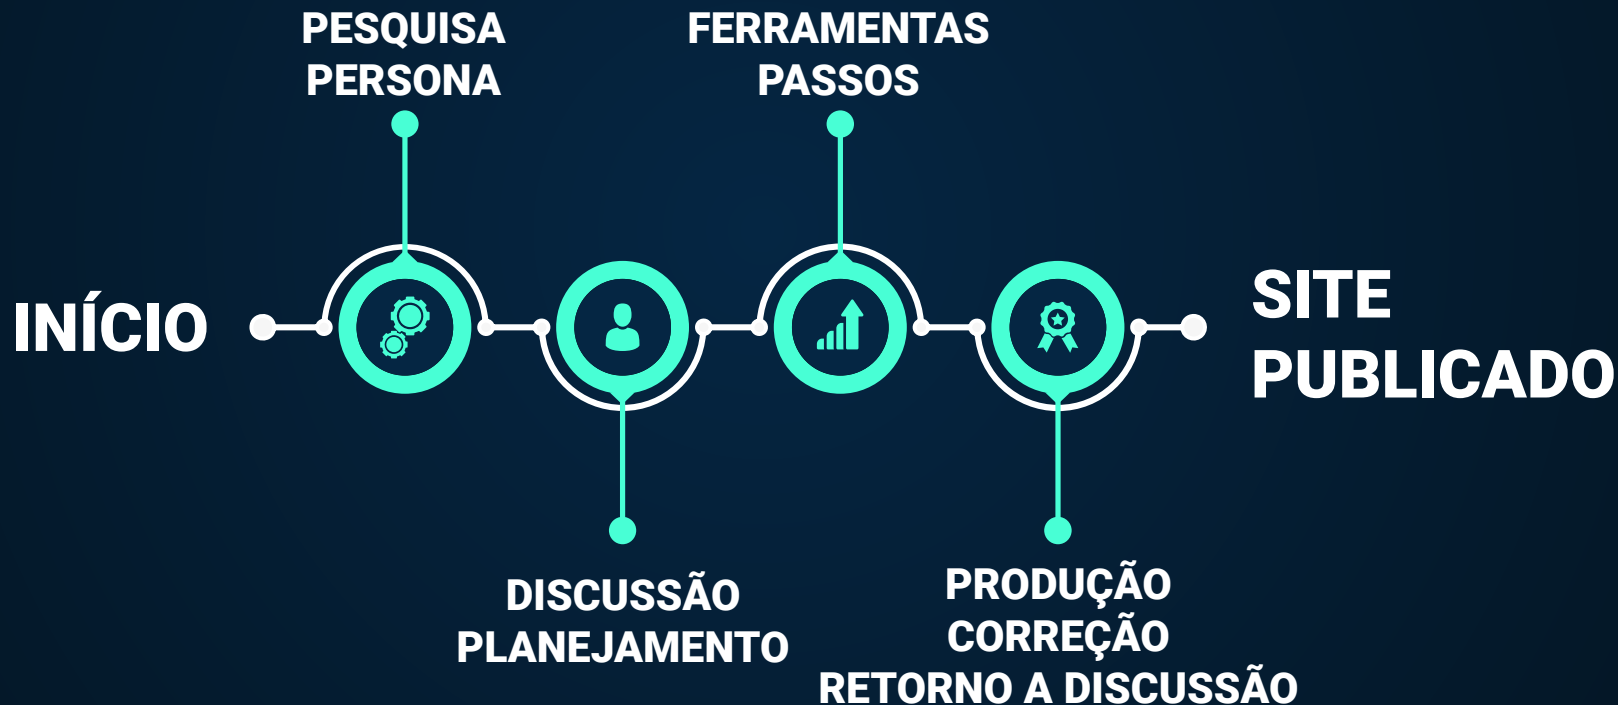 INÍCIO
PESQUISA
PERSONA
DISCUSSÃO
PLANEJAMENTO
FERRAMENTAS
PASSOS
PRODUÇÃO
CORREÇÃO
RETORNO A DISCUSSÃO
SITE
PUBLICADO